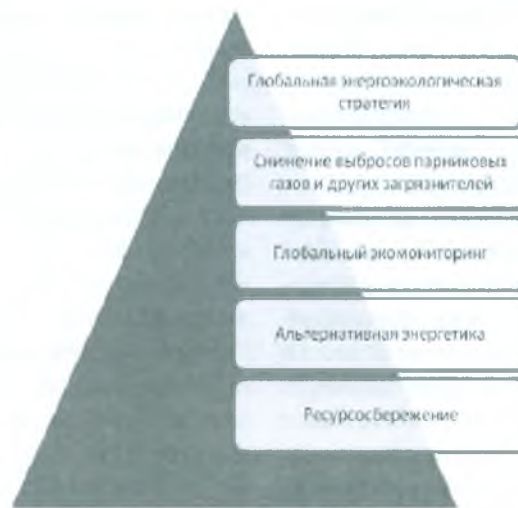 Глобальная энергоэкологическая
стратегия
Снижение выбросов парниковых
газов и других загрязнителей
Глобальный экомониторинг
Альтернативная энергетика
Ресурсосбережение